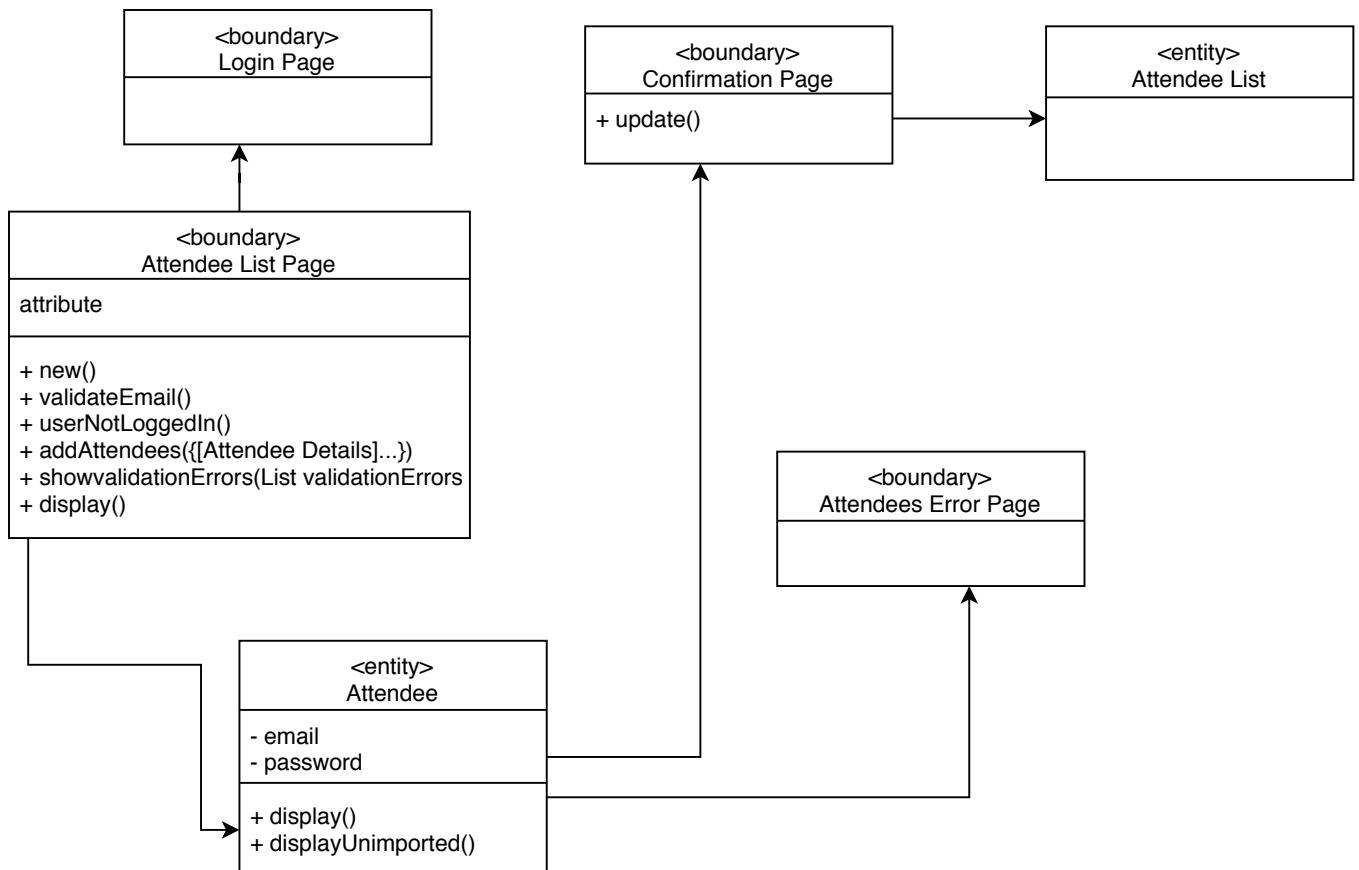 <boundary>
Login Page
<boundary>
Confirmation Page
+ update()
<entity>
Attendee List
<boundary>
Attendee List Page
attribute
+ new()
+ validateEmail()
+ userNotLoggedIn()
+ addAttendees({[Attendee Details]...})
+ showvalidationErrors(List validationErrors
+ display()
<boundary>
Attendees Error Page
<entity>
Attendee
- email
- password
+ display()
+ displayUnimported()